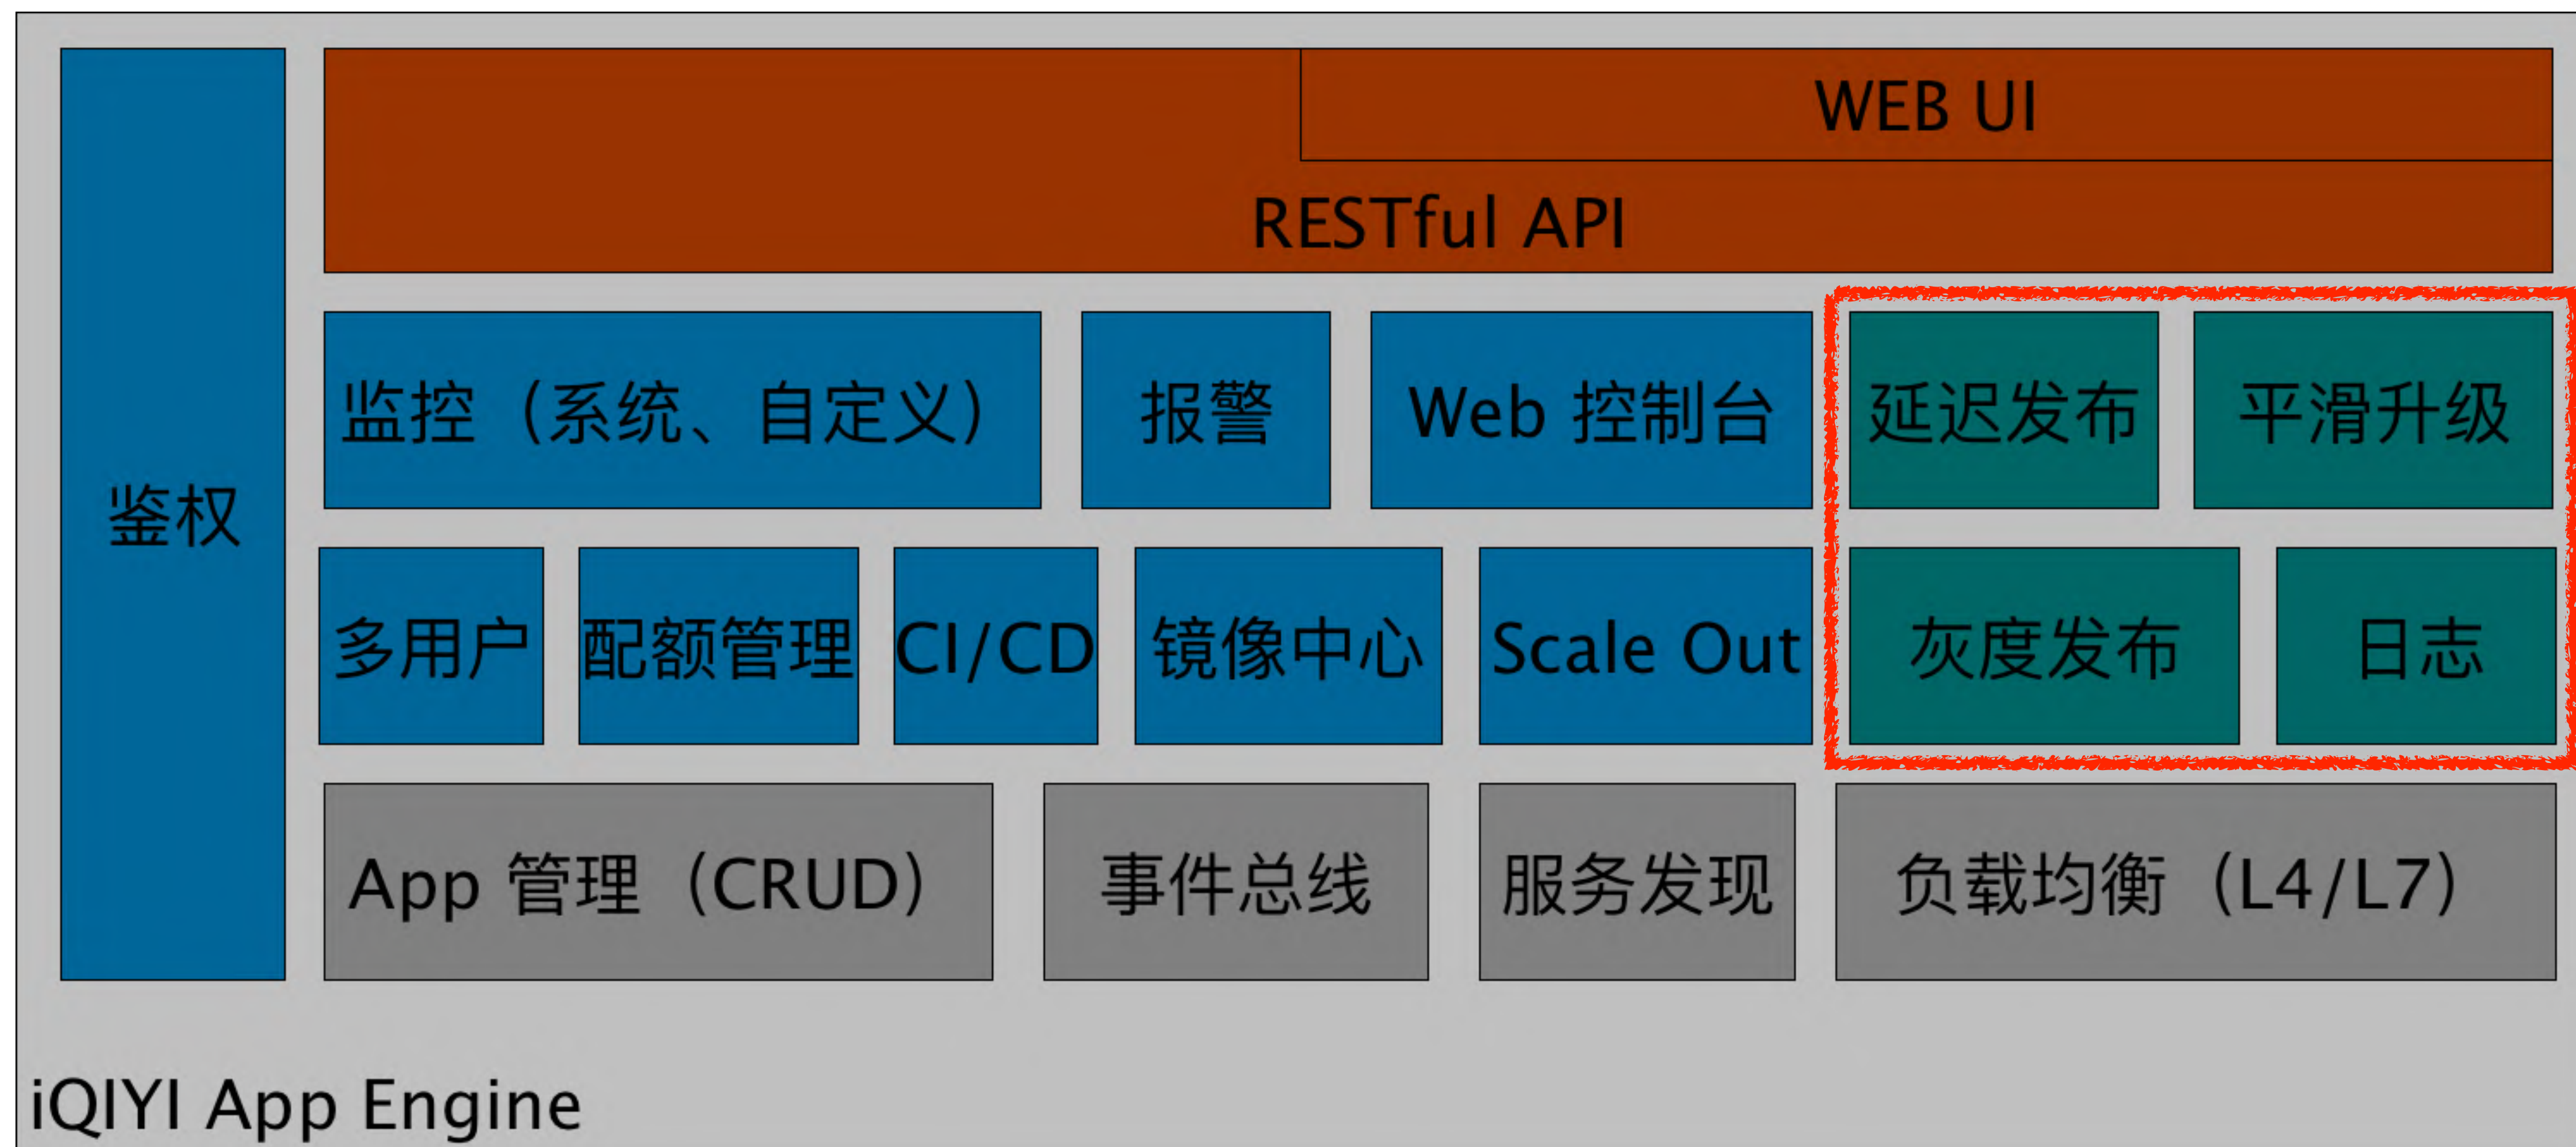 WEB UI
RESTful API
鉴权
监控（系统、自定义）
报警
Web 控制台
延迟发布
平滑升级
多用户
配额管理
CI/CD
镜像中心
Scale Out
灰度发布
日志
App 管理（CRUD）
事件总线
服务发现
负载均衡（L4/L7）
iQIYI App Engine